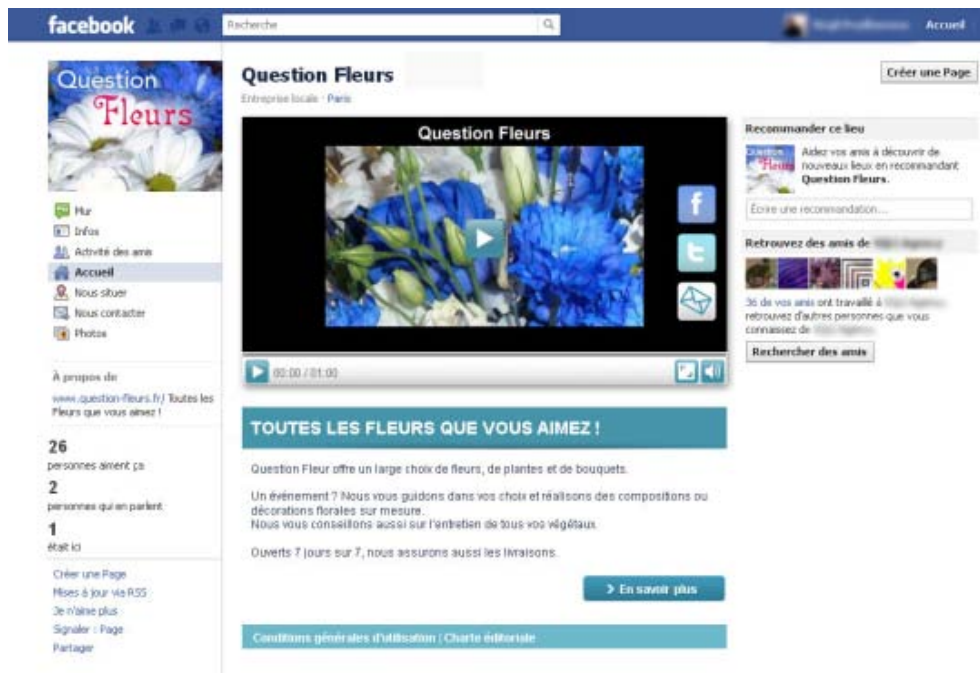 facebook
Recherche
Accueil
Question
Fleurs
Mur
Infos
Activité des amis
Accueil
Nous situer
Nous contacter
Photos
À propos de
www.question-fleurs.fr/ Toutes les
Fleurs que vous aimez !
26
personnes aiment ça
2
personnes qui en parlent
1
était ici
Créer une Page
Mises à jour via RSS
Je n'aime plus
Signaler : Page
Partager
Question Fleurs
Entreprise locale · Paris
Question Fleurs
f
t
00:00 / 01:00
TOUTES LES FLEURS QUE VOUS AIMEZ !
Question Fleur offre un large choix de fleurs, de plantes et de bouquets.
Un événement ? Nous vous guidons dans vos choix et réalisons des compositions ou
décorations florales sur mesure.
Nous vous conseillons aussi sur l'entretien de tous vos végétaux.
Ouverts 7 jours sur 7, nous assurons aussi les livraisons.
> En savoir plus
Conditions générales d'utilisation | Charte éditoriale
Créer une Page
Recommander ce lieu
Question
Fleurs
Aidez vos amis à découvrir de
nouveaux lieux en recommandant
Question Fleurs.
Écrire une recommandation...
Retrouvez des amis de
36 de vos amis ont travaillé à
retrouvez d'autres personnes que vous
connaissez de
Rechercher des amis